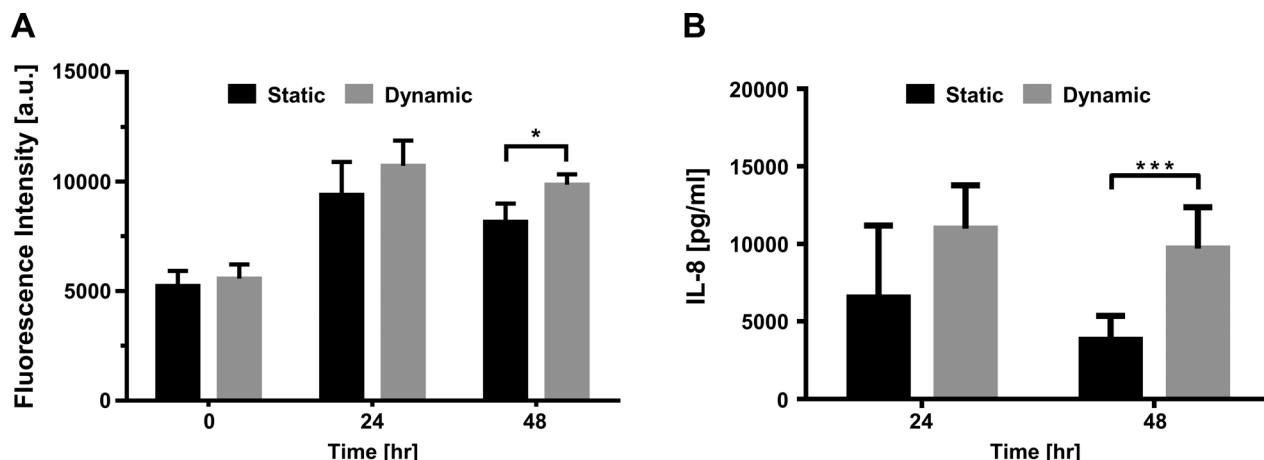 A
Fluorescence Intensity [a.u.]
15000
10000
5000
0
Static Dynamic
*
0 24 48
Time [hr]
B
IL-8 [pg/ml]
20000
15000
10000
5000
0
Static Dynamic
***
24 48
Time [hr]